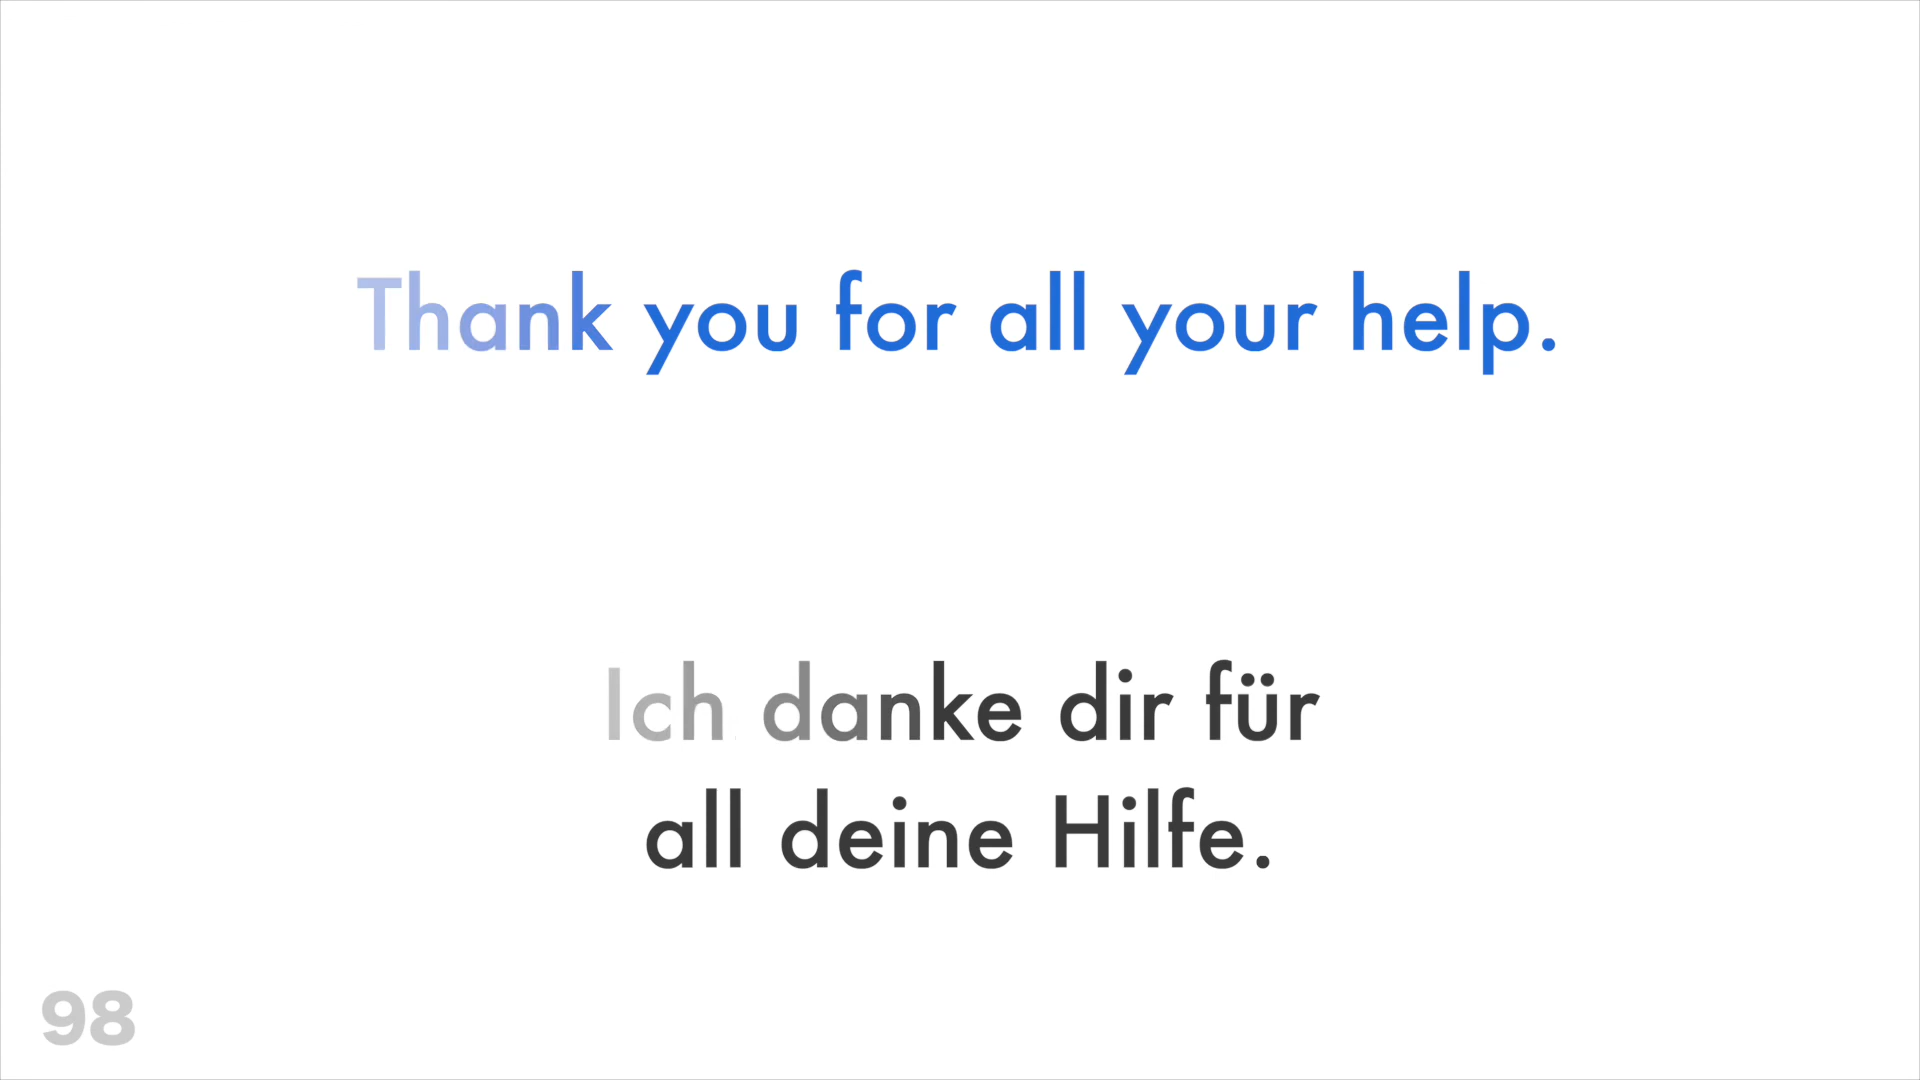 Thank you for all your help.
Ich danke dir für
all deine Hilfe.
98